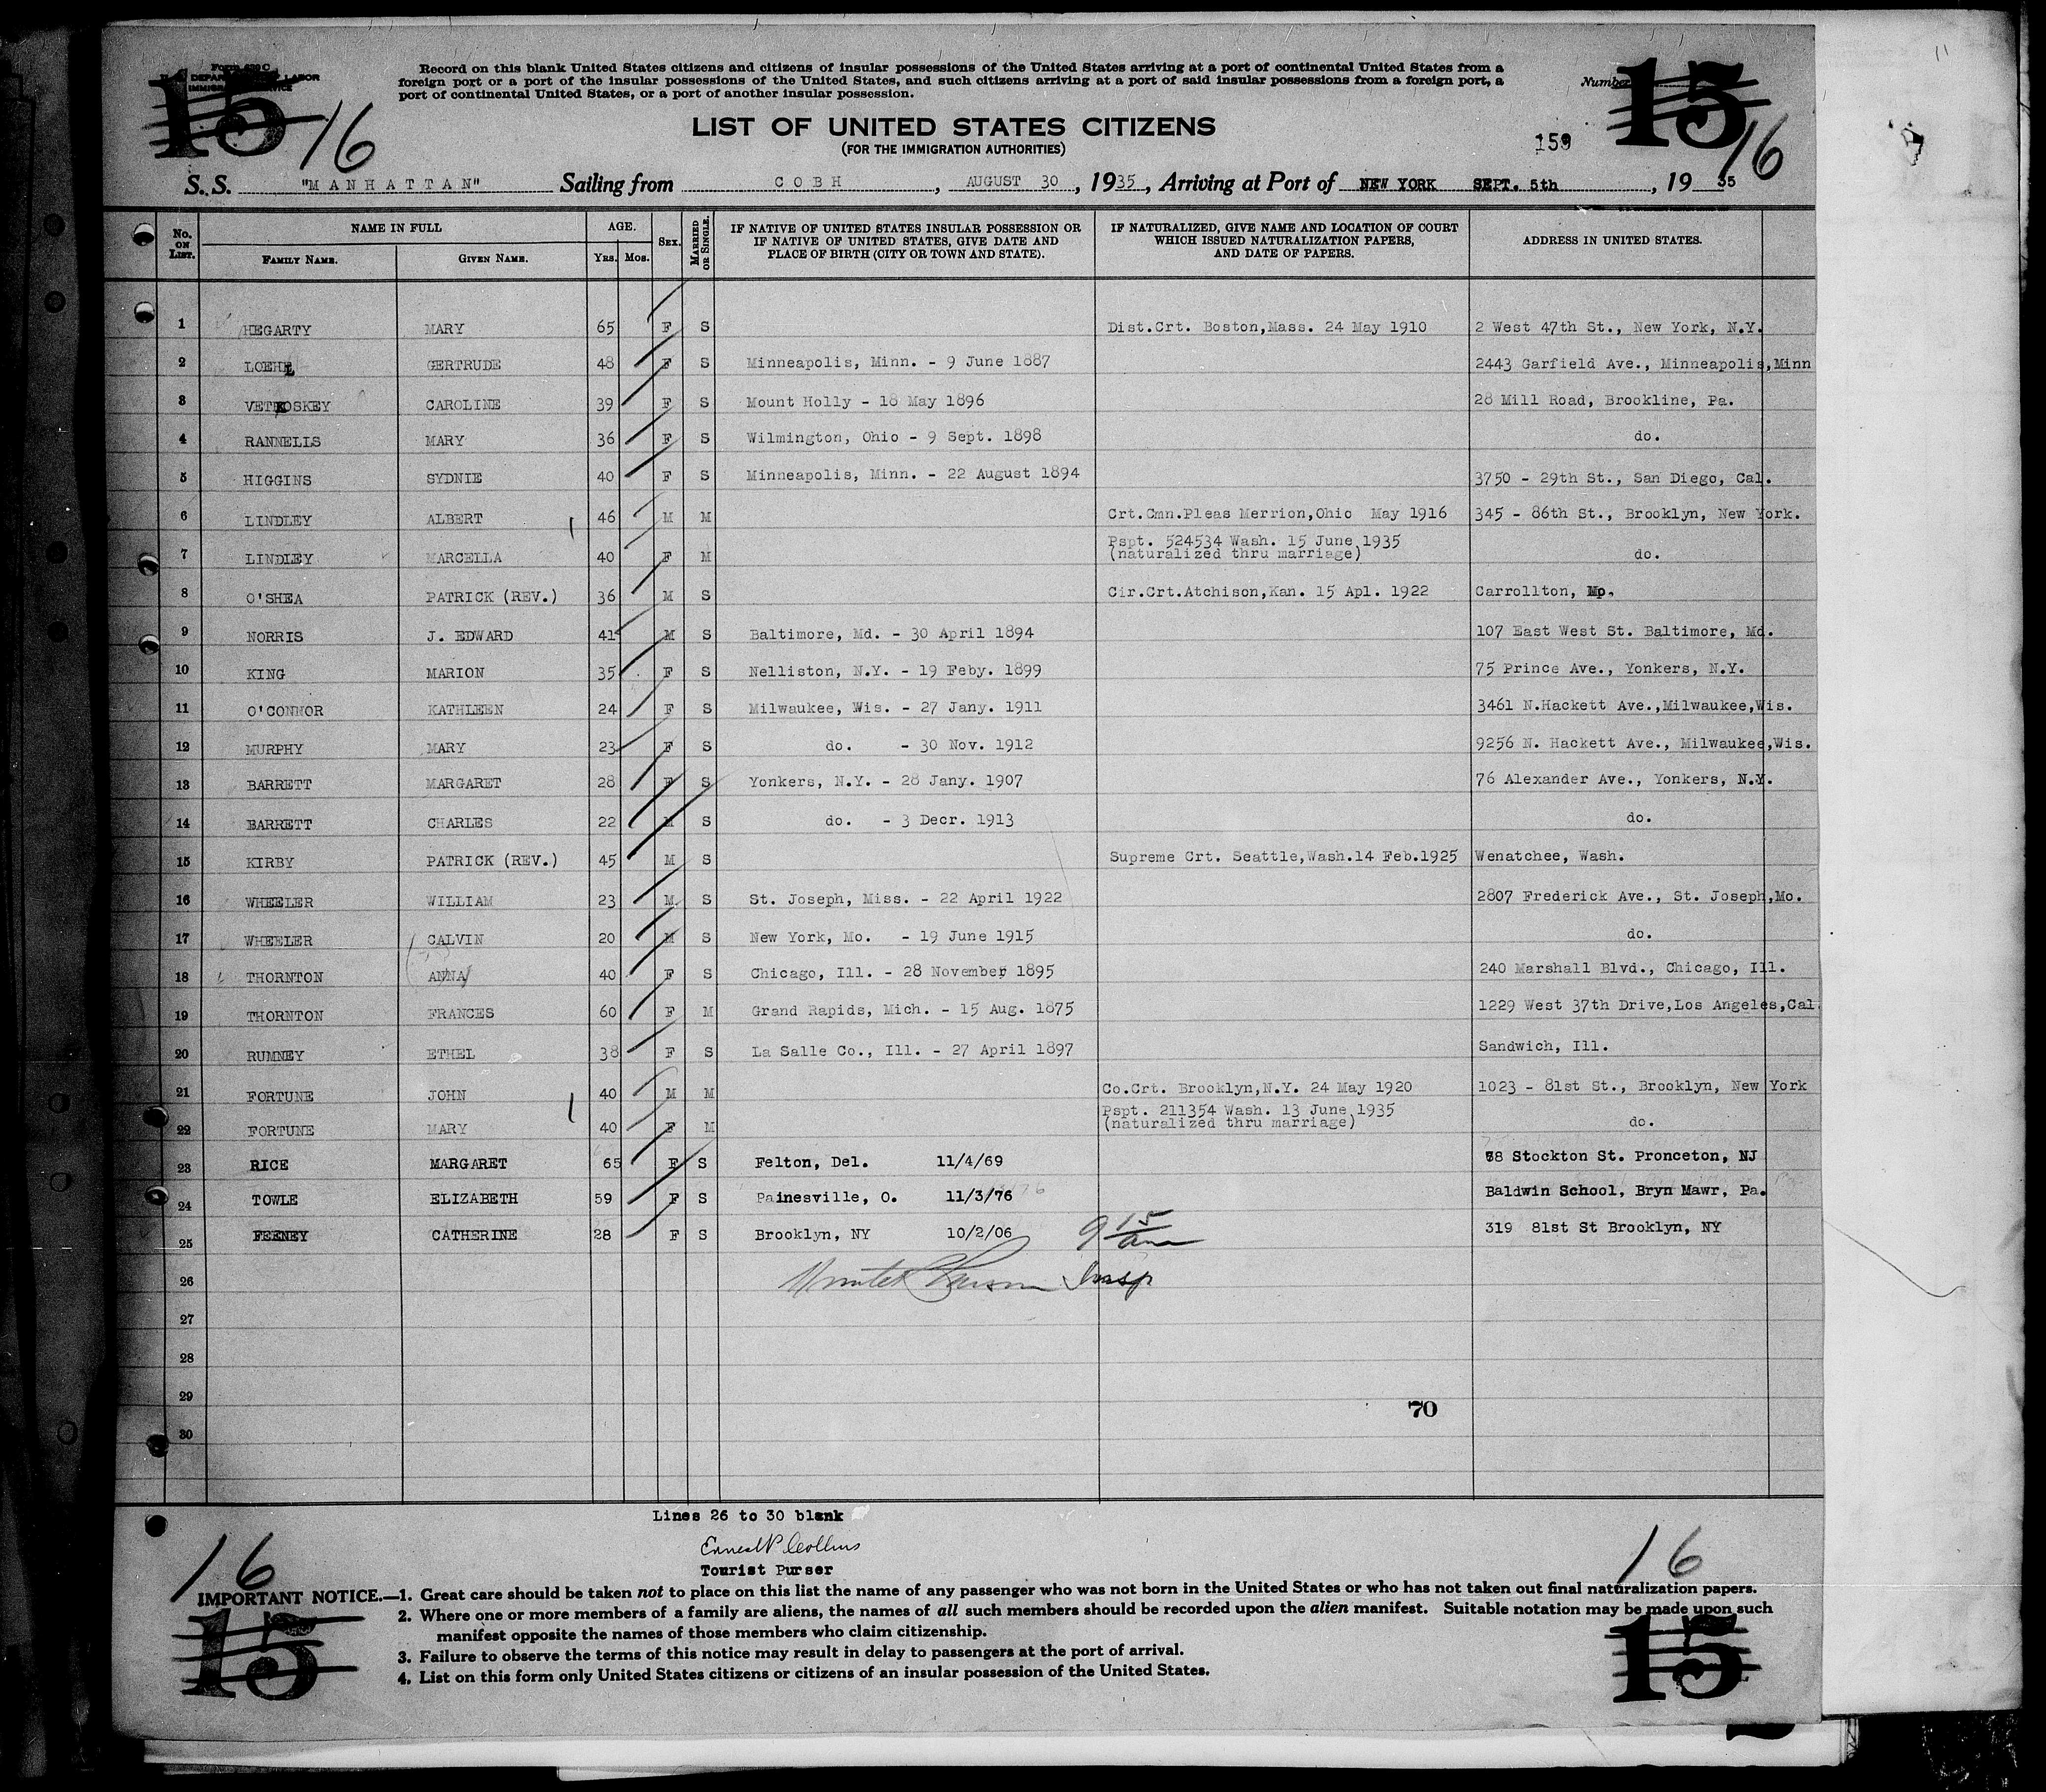 Form 430 C
U. S. DEPARTMENT OF LABOR
IMMIGRATION SERVICE
15 16
Record on this blank United States citizens and citizens of insular possessions of the United States arriving at a port of continental United States from a
foreign port or a port of the insular possessions of the United States, and such citizens arriving at a port of said insular possessions from a foreign port, a
port of continental United States, or a port of another insular possession.
Number 15 16
LIST OF UNITED STATES CITIZENS
(FOR THE IMMIGRATION AUTHORITIES)
159
S. S. "MANHATTAN" Sailing from COBH, AUGUST 30, 1935, Arriving at Port of NEW YORK SEPT. 5th, 1935
No. ON LIST. NAME IN FULL FAMILY NAME. GIVEN NAME. AGE. YRS. MOS. SEX. MARRIED OR SINGLE. IF NATIVE OF UNITED STATES INSULAR POSSESSION OR IF NATIVE OF UNITED STATES, GIVE DATE AND PLACE OF BIRTH (CITY OR TOWN AND STATE). IF NATURALIZED, GIVE NAME AND LOCATION OF COURT WHICH ISSUED NATURALIZATION PAPERS, AND DATE OF PAPERS. ADDRESS IN UNITED STATES.
1 HEGARTY MARY 65 F S Dist.Crt. Boston,Mass. 24 May 1910 2 West 47th St., New York, N.Y.
2 LOEHL GERTRUDE 48 F S Minneapolis, Minn. - 9 June 1887 2443 Garfield Ave., Minneapolis,Minn
3 VETKOSKEY CAROLINE 39 F S Mount Holly - 18 May 1896 28 Mill Road, Brookline, Pa.
4 RANNELLS MARY 36 F S Wilmington, Ohio - 9 Sept. 1898 do.
5 HIGGINS SYDNIE 40 F S Minneapolis, Minn. - 22 August 1894 3750 - 29th St., San Diego, Cal.
6 LINDLEY ALBERT 46 M M Crt.Cmn.Pleas Merrion,Ohio May 1916 345 - 86th St., Brooklyn, New York.
7 LINDLEY MARCELLA 40 F M Pspt. 524534 Wash. 15 June 1935 (naturalized thru marriage) do.
8 O'SHEA PATRICK (REV.) 36 M S Cir.Crt.Atchison,Kan. 15 Apl. 1922 Carrollton, Mo.
9 NORRIS J. EDWARD 41 M S Baltimore, Md. - 30 April 1894 107 East West St. Baltimore, Md.
10 KING MARION 35 F S Nelliston, N.Y. - 19 Feby. 1899 75 Prince Ave., Yonkers, N.Y.
11 O'CONNOR KATHLEEN 24 F S Milwaukee, Wis. - 27 Jany. 1911 3461 N.Hackett Ave.,Milwaukee,Wis.
12 MURPHY MARY 23 F S do. - 30 Nov. 1912 9256 N. Hackett Ave., Milwaukee,Wis.
13 BARRETT MARGARET 28 F S Yonkers, N.Y. - 28 Jany. 1907 76 Alexander Ave., Yonkers, N.Y.
14 BARRETT CHARLES 22 M S do. - 3 Decr. 1913 do.
15 KIRBY PATRICK (REV.) 45 M S Supreme Crt. Seattle,Wash.14 Feb.1925 Wenatchee, Wash.
16 WHEELER WILLIAM 23 M S St. Joseph, Miss. - 22 April 1922 2807 Frederick Ave., St. Joseph,Mo.
17 WHEELER CALVIN 20 M S New York, Mo. - 19 June 1915 do.
18 THORNTON ANNA 40 F S Chicago, Ill. - 28 November 1895 240 Marshall Blvd., Chicago, Ill.
19 THORNTON FRANCES 60 F M Grand Rapids, Mich. - 15 Aug. 1875 1229 West 37th Drive,Los Angeles,Cal.
20 RUMNEY ETHEL 38 F S La Salle Co., Ill. - 27 April 1897 Sandwich, Ill.
21 FORTUNE JOHN 40 M M Co.Crt. Brooklyn,N.Y. 24 May 1920 1023 - 81st St., Brooklyn, New York
22 FORTUNE MARY 40 F M Pspt. 211354 Wash. 13 June 1935 (naturalized thru marriage) do.
23 RICE MARGARET 65 F S Felton, Del. 11/4/69 78 Stockton St. Pronceton, NJ
24 TOWLE ELIZABETH 59 F S Painesville, O. 11/3/76 Baldwin School, Bryn Mawr, Pa.
25 FEENEY CATHERINE 28 F S Brooklyn, NY 10/2/06 9 15 am 319 81st St Brooklyn, NY
26 Insp
27
28
29
70
30
Lines 26 to 30 blank
Ernest P Collins
Tourist Purser
16 16
IMPORTANT NOTICE.—1. Great care should be taken not to place on this list the name of any passenger who was not born in the United States or who has not taken out final naturalization papers.
2. Where one or more members of a family are aliens, the names of all such members should be recorded upon the alien manifest. Suitable notation may be made upon such
manifest opposite the names of those members who claim citizenship.
3. Failure to observe the terms of this notice may result in delay to passengers at the port of arrival.
4. List on this form only United States citizens or citizens of an insular possession of the United States.
15 15